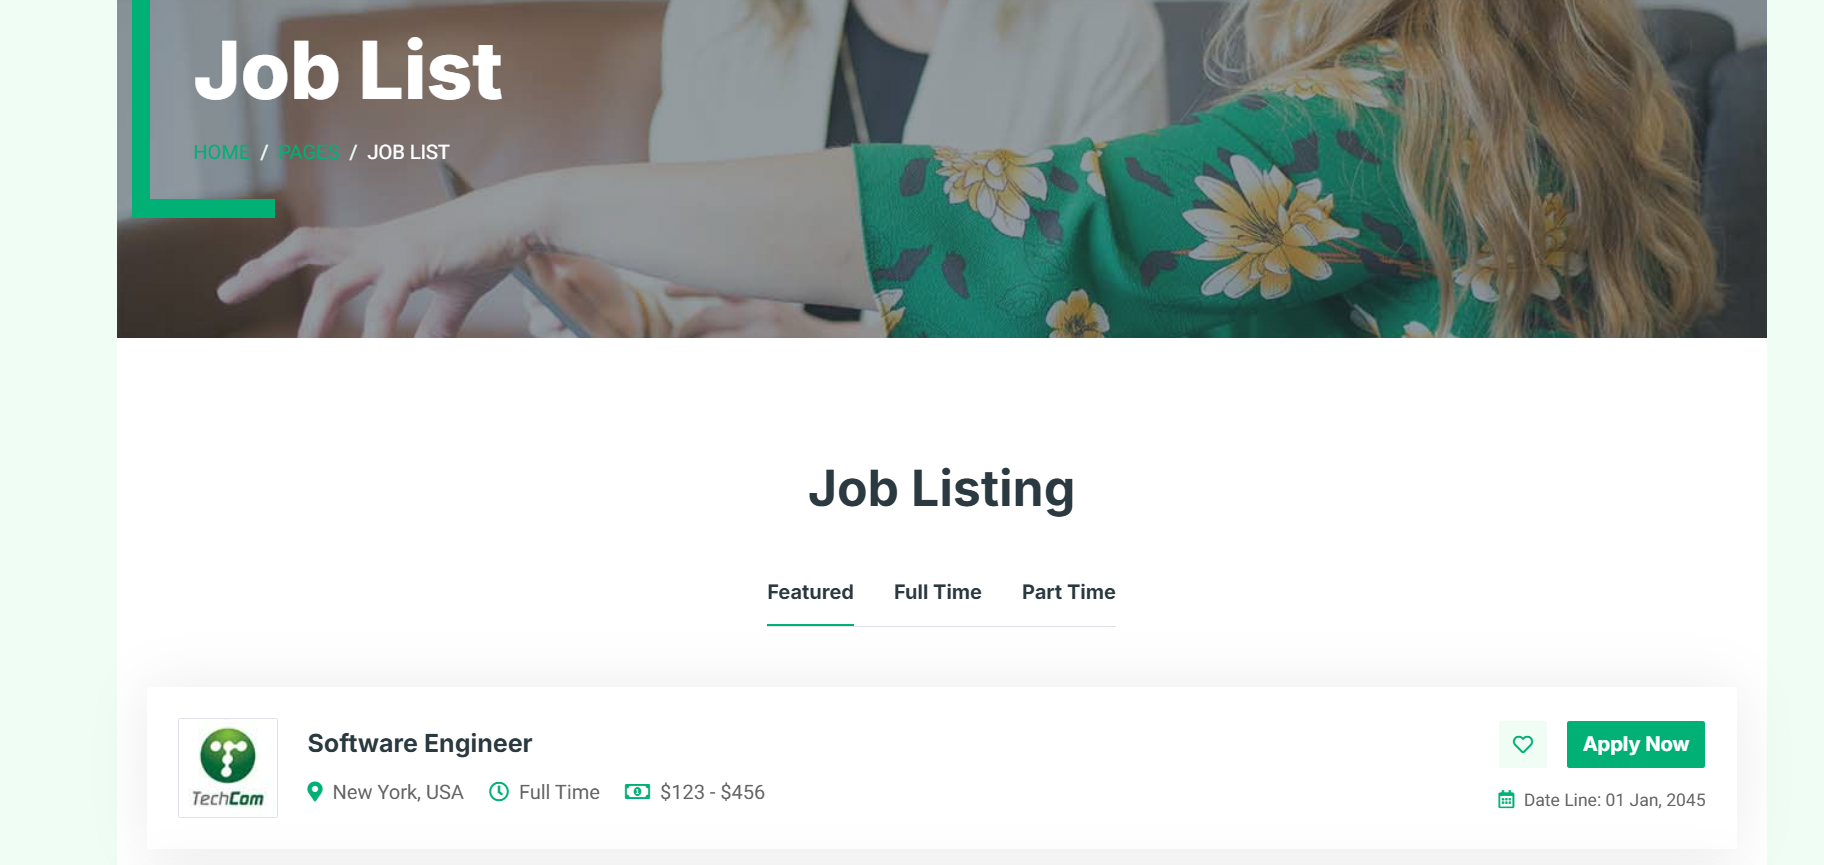 Job List
HOME / PAGES / JOB LIST
Job Listing
Featured Full Time Part Time
TechCom
Software Engineer
New York, USA Full Time $123 - $456
Apply Now
Date Line: 01 Jan, 2045